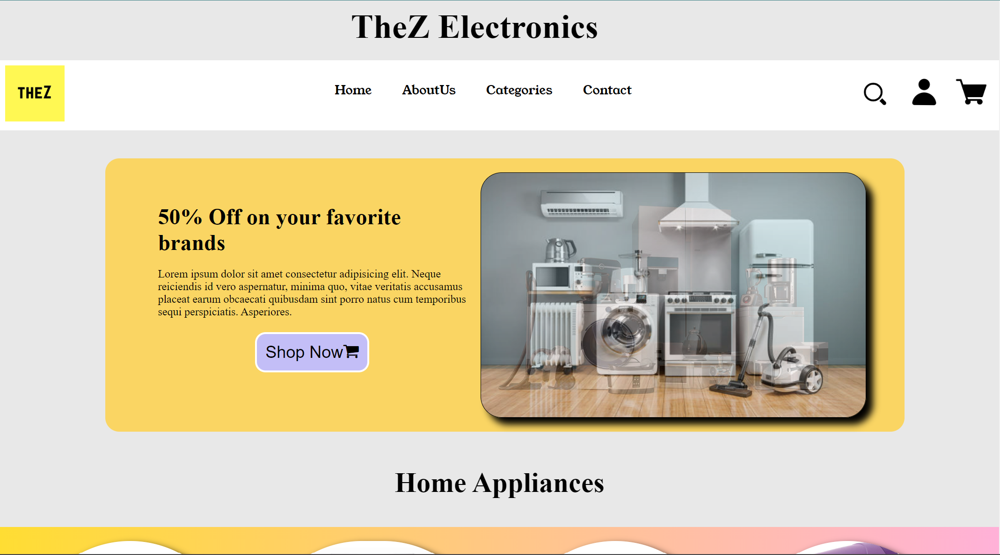 TheZ Electronics
THEZ
Home AboutUs Categories Contact
50% Off on your favorite
brands
Lorem ipsum dolor sit amet consectetur adipisicing elit. Neque
reiciendis id vero aspernatur, minima quo, vitae veritatis accusamus
placeat earum obcaecati quibusdam sint porro natus cum temporibus
sequi perspiciatis. Asperiores.
Shop Now
Home Appliances